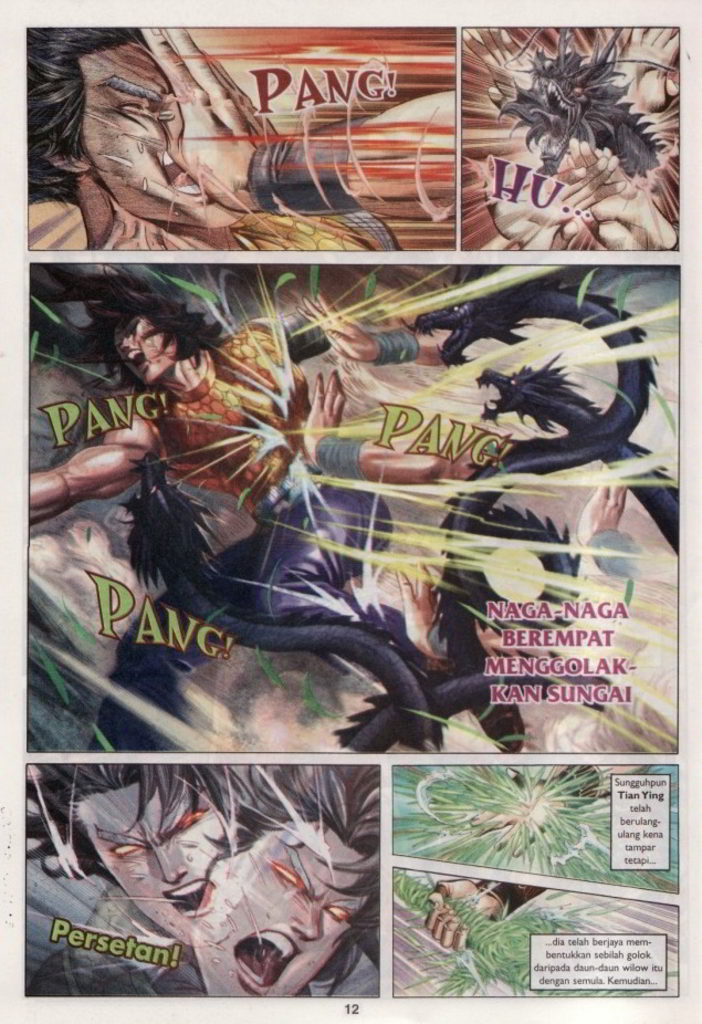 PANG!
HU...
PANG!
PANG!
PANG!
NAGA-NAGA
BEREMPAT
MENGGOLAK-
KAN SUNGAI
Persetan!
Sungguhpun
Tian Ying
telah
berulang-
ulang kena
tampar
tetapi...
...dia telah berjaya mem-
bentukkan sebilah golok
daripada daun-daun wilow itu
dengan semula. Kemudian...
12